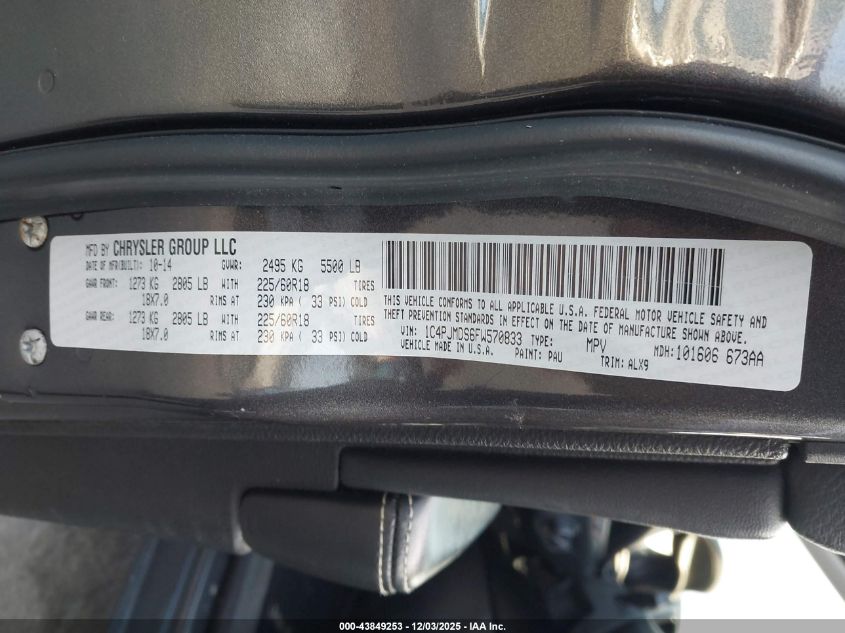 MFD BY CHRYSLER GROUP LLC
DATE OF MFR(BUILT): 10-14 GVWR: 2495 KG 5500 LB
GAWR FRONT: 1273 KG 2805 LB WITH 225/60R18 TIRES
18X7.0 RIMS AT 230 KPA ( 33 PSI) COLD
GAWR REAR: 1273 KG 2805 LB WITH 225/60R18 TIRES
18X7.0 RIMS AT 230 KPA ( 33 PSI) COLD
THIS VEHICLE CONFORMS TO ALL APPLICABLE U.S.A. FEDERAL MOTOR VEHICLE SAFETY AND
THEFT PREVENTION STANDARDS IN EFFECT ON THE DATE OF MANUFACTURE SHOWN ABOVE.
VIN: 1C4PJMDS6FW570833 TYPE: MPV MDH: 101606 673AA
VEHICLE MADE IN U.S.A. PAINT: PAU TRIM: ALX9
000-43849253 - 12/03/2025 - IAA Inc.